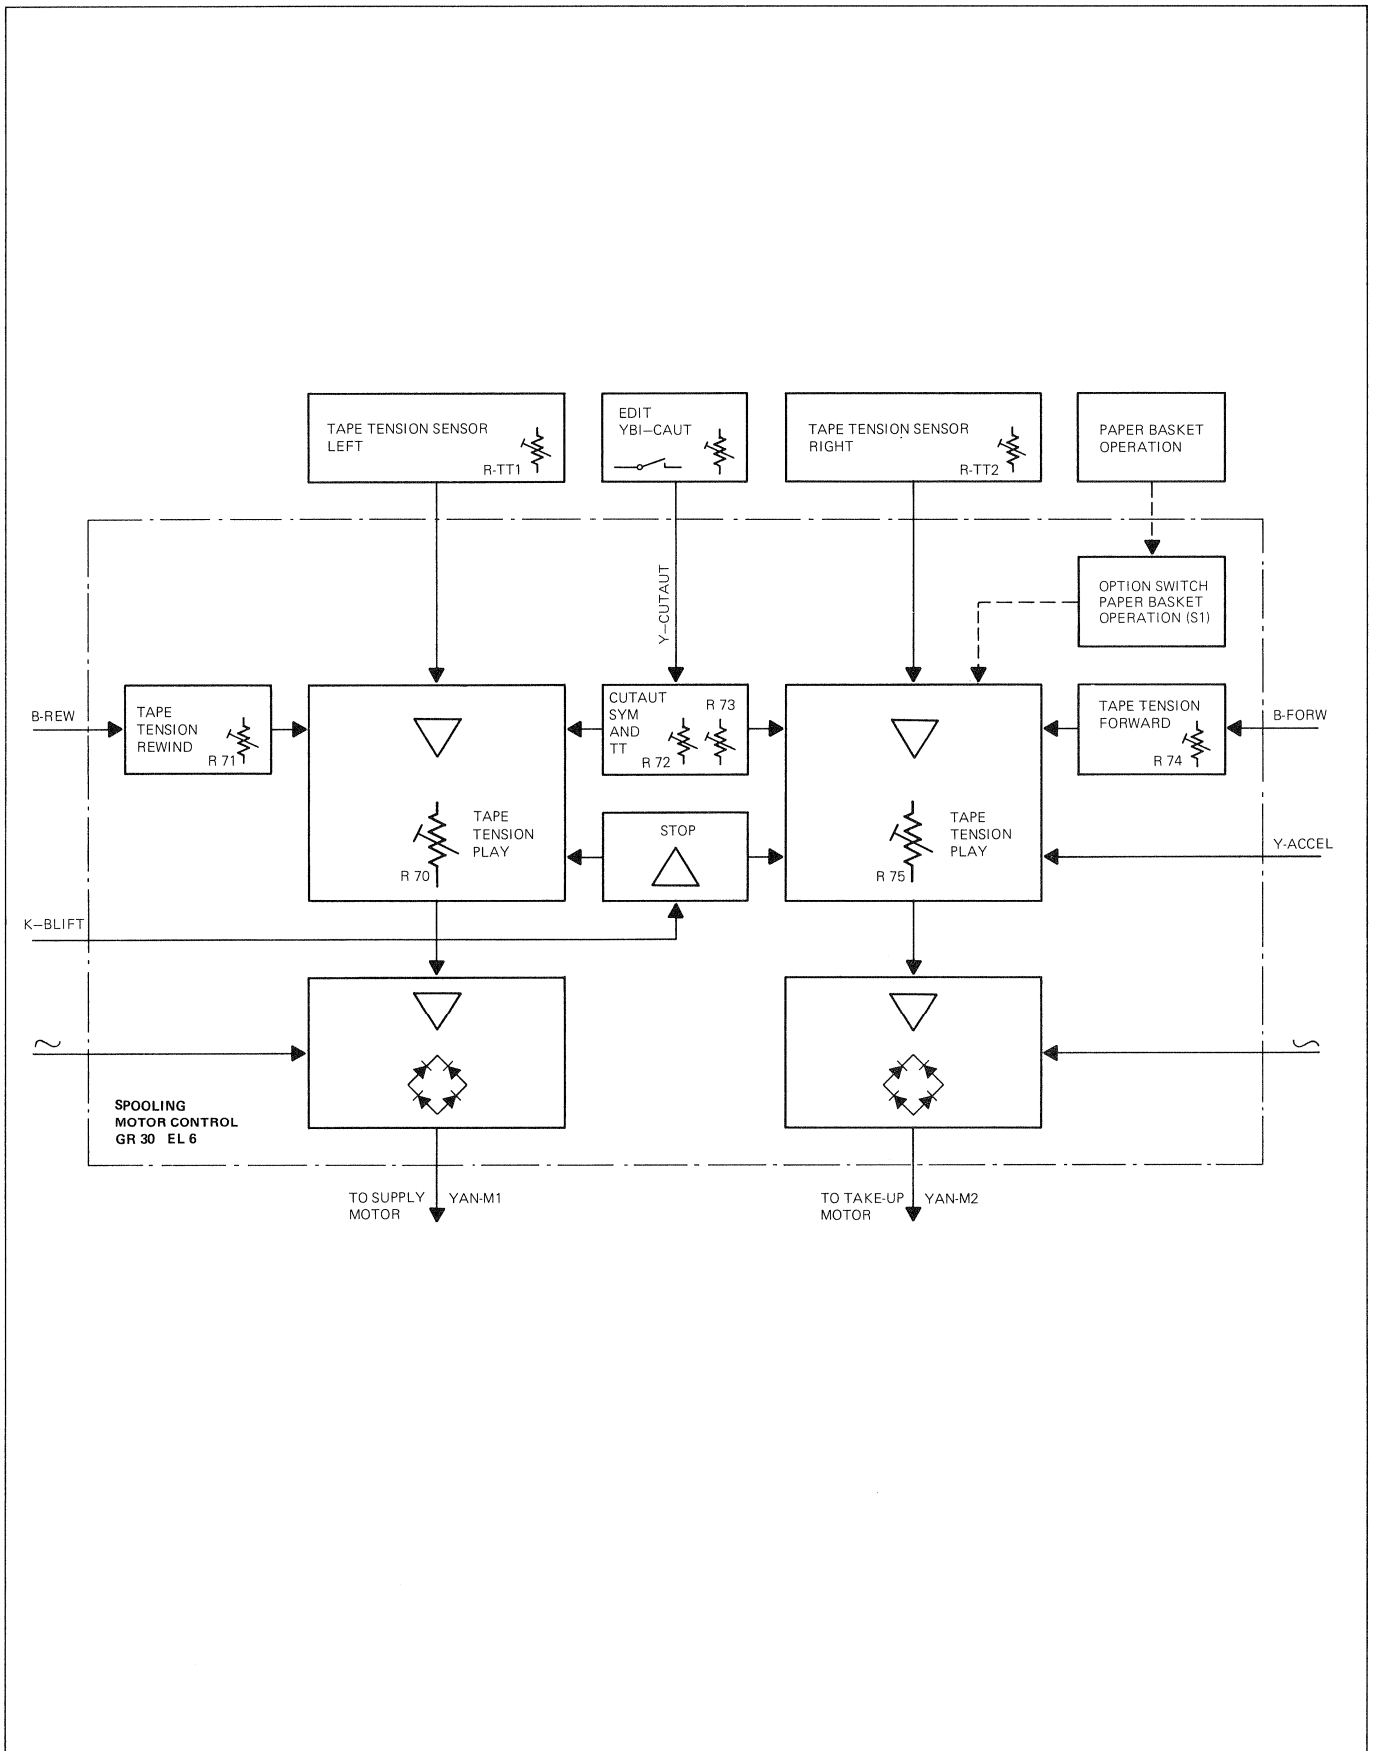 TAPE TENSION SENSOR
LEFT
R-TT1
EDIT
YBI–CAUT
TAPE TENSION SENSOR
RIGHT
R-TT2
PAPER BASKET
OPERATION
Y–CUTAUT
OPTION SWITCH
PAPER BASKET
OPERATION (S1)
B-REW
TAPE
TENSION
REWIND
R 71
CUTAUT
SYM
AND
TT
R 73
R 72
TAPE TENSION
FORWARD
R 74
B-FORW
TAPE
TENSION
PLAY
R 70
STOP
TAPE
TENSION
PLAY
R 75
Y-ACCEL
K–BLIFT
~
~
SPOOLING
MOTOR CONTROL
GR 30 EL 6
TO SUPPLY
MOTOR
YAN-M1
TO TAKE-UP
MOTOR
YAN-M2